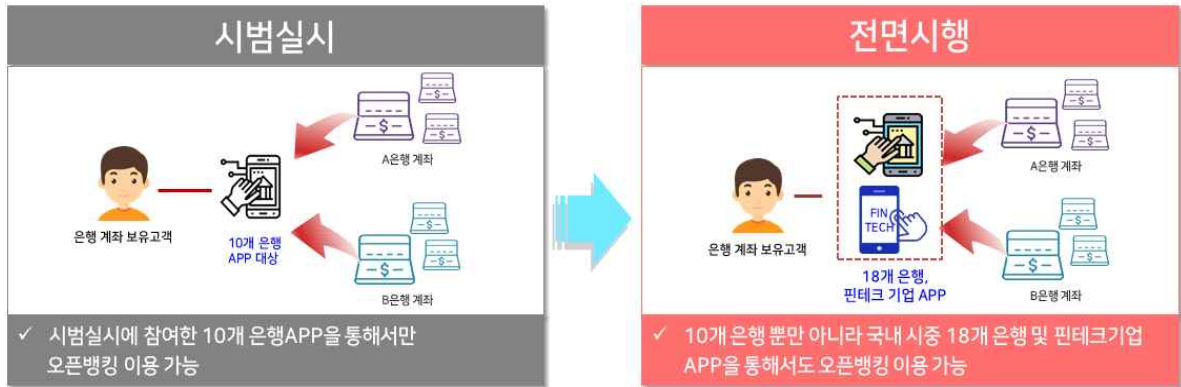 시범실시
-$-
-$-
-$-
A은행 계좌
은행 계좌 보유고객
10개 은행
APP 대상
-$-
-$-
-$-
B은행 계좌
✓ 시범실시에 참여한 10개 은행APP을 통해서만
오픈뱅킹 이용 가능
전면시행
-$-
-$-
-$-
A은행 계좌
은행 계좌 보유고객
FIN
TECH
18개 은행,
핀테크 기업 APP
-$-
-$-
-$-
B은행 계좌
✓ 10개 은행 뿐만 아니라 국내 시중 18개 은행 및 핀테크기업
APP을 통해서도 오픈뱅킹 이용 가능